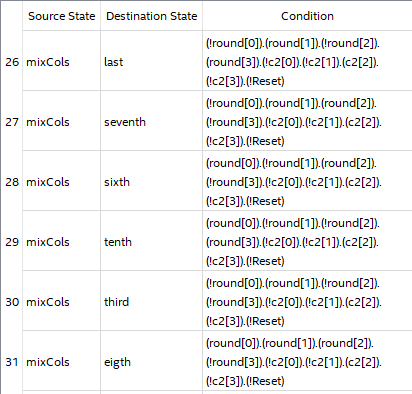 Source State Destination State Condition
(!round[0]).(round[1]).(!round[2]).
26 mixCols last (round[3]).(!c2[0]).(!c2[1]).(c2[2]).
(!c2[3]).(!Reset)
(!round[0]).(round[1]).(round[2]).
27 mixCols seventh (!round[3]).(!c2[0]).(!c2[1]).(c2[2]).
(!c2[3]).(!Reset)
(round[0]).(!round[1]).(round[2]).
28 mixCols sixth (!round[3]).(!c2[0]).(!c2[1]).(c2[2]).
(!c2[3]).(!Reset)
(round[0]).(!round[1]).(!round[2]).
29 mixCols tenth (round[3]).(!c2[0]).(!c2[1]).(c2[2]).
(!c2[3]).(!Reset)
(!round[0]).(round[1]).(!round[2]).
30 mixCols third (!round[3]).(!c2[0]).(!c2[1]).(c2[2]).
(!c2[3]).(!Reset)
(round[0]).(round[1]).(round[2]).
31 mixCols eigth (!round[3]).(!c2[0]).(!c2[1]).(c2[2]).
(!c2[3]).(!Reset)